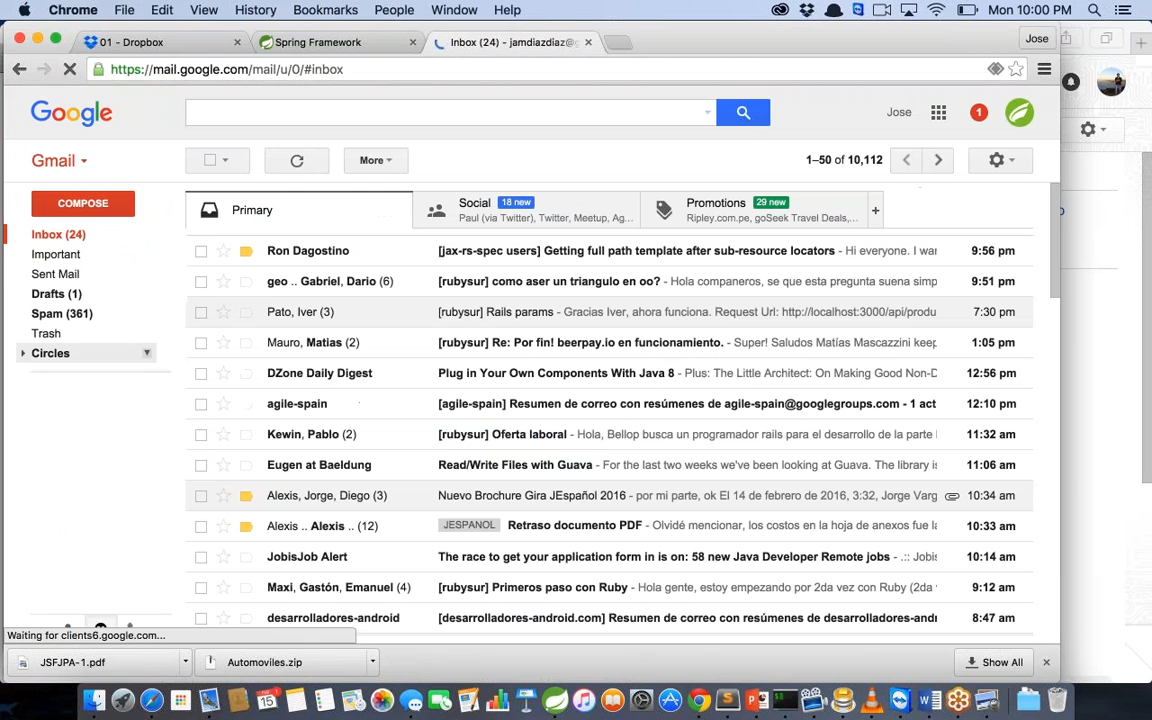 Chrome File Edit View History Bookmarks People Window Help Mon 10:00 PM
01 - Dropbox Spring Framework Inbox (24) - jamdiazdiaz@ Jose
https://mail.google.com/mail/u/0/#inbox
Google Jose 1
Gmail More 1–50 of 10,112
COMPOSE
Inbox (24)
Important
Sent Mail
Drafts (1)
Spam (361)
Trash
Circles
Primary
Social 18 new
Paul (via Twitter), Twitter, Meetup, Ag...
Promotions 29 new
Ripley.com.pe, goSeek Travel Deals,...
+
Ron Dagostino [jax-rs-spec users] Getting full path template after sub-resource locators - Hi everyone. I wan 9:56 pm
geo .. Gabriel, Dario (6) [rubysur] como aser un triangulo en oo? - Hola companeros, se que esta pregunta suena simp 9:51 pm
Pato, Iver (3) [rubysur] Rails params - Gracias Iver, ahora funciona. Request Url: http://localhost:3000/api/produ 7:30 pm
Mauro, Matias (2) [rubysur] Re: Por fin! beerpay.io en funcionamiento. - Super! Saludos Matías Mascazzini keep 1:05 pm
DZone Daily Digest Plug in Your Own Components With Java 8 - Plus: The Little Architect: On Making Good Non-D 12:56 pm
agile-spain [agile-spain] Resumen de correo con resúmenes de agile-spain@googlegroups.com - 1 act 12:10 pm
Kewin, Pablo (2) [rubysur] Oferta laboral - Hola, Bellop busca un programador rails para el desarrollo de la parte 11:32 am
Eugen at Baeldung Read/Write Files with Guava - For the last two weeks we've been looking at Guava. The library is 11:06 am
Alexis, Jorge, Diego (3) Nuevo Brochure Gira JEspañol 2016 - por mi parte, ok El 14 de febrero de 2016, 3:32, Jorge Varg 10:34 am
Alexis .. Alexis .. (12) JESPANOL Retraso documento PDF - Olvidé mencionar, los costos en la hoja de anexos fue la 10:33 am
JobisJob Alert The race to get your application form in is on: 58 new Java Developer Remote jobs - .:: Jobis 10:14 am
Maxi, Gastón, Emanuel (4) [rubysur] Primeros paso con Ruby - Hola gente, estoy empezando por 2da vez con Ruby (e 9:12 am
desarrolladores-android [desarrolladores-android.com] Resumen de correo con resúmenes de desarrolladores-and 8:47 am
Waiting for clients6.google.com...
JSFJPA-1.pdf Automoviles.zip Show All